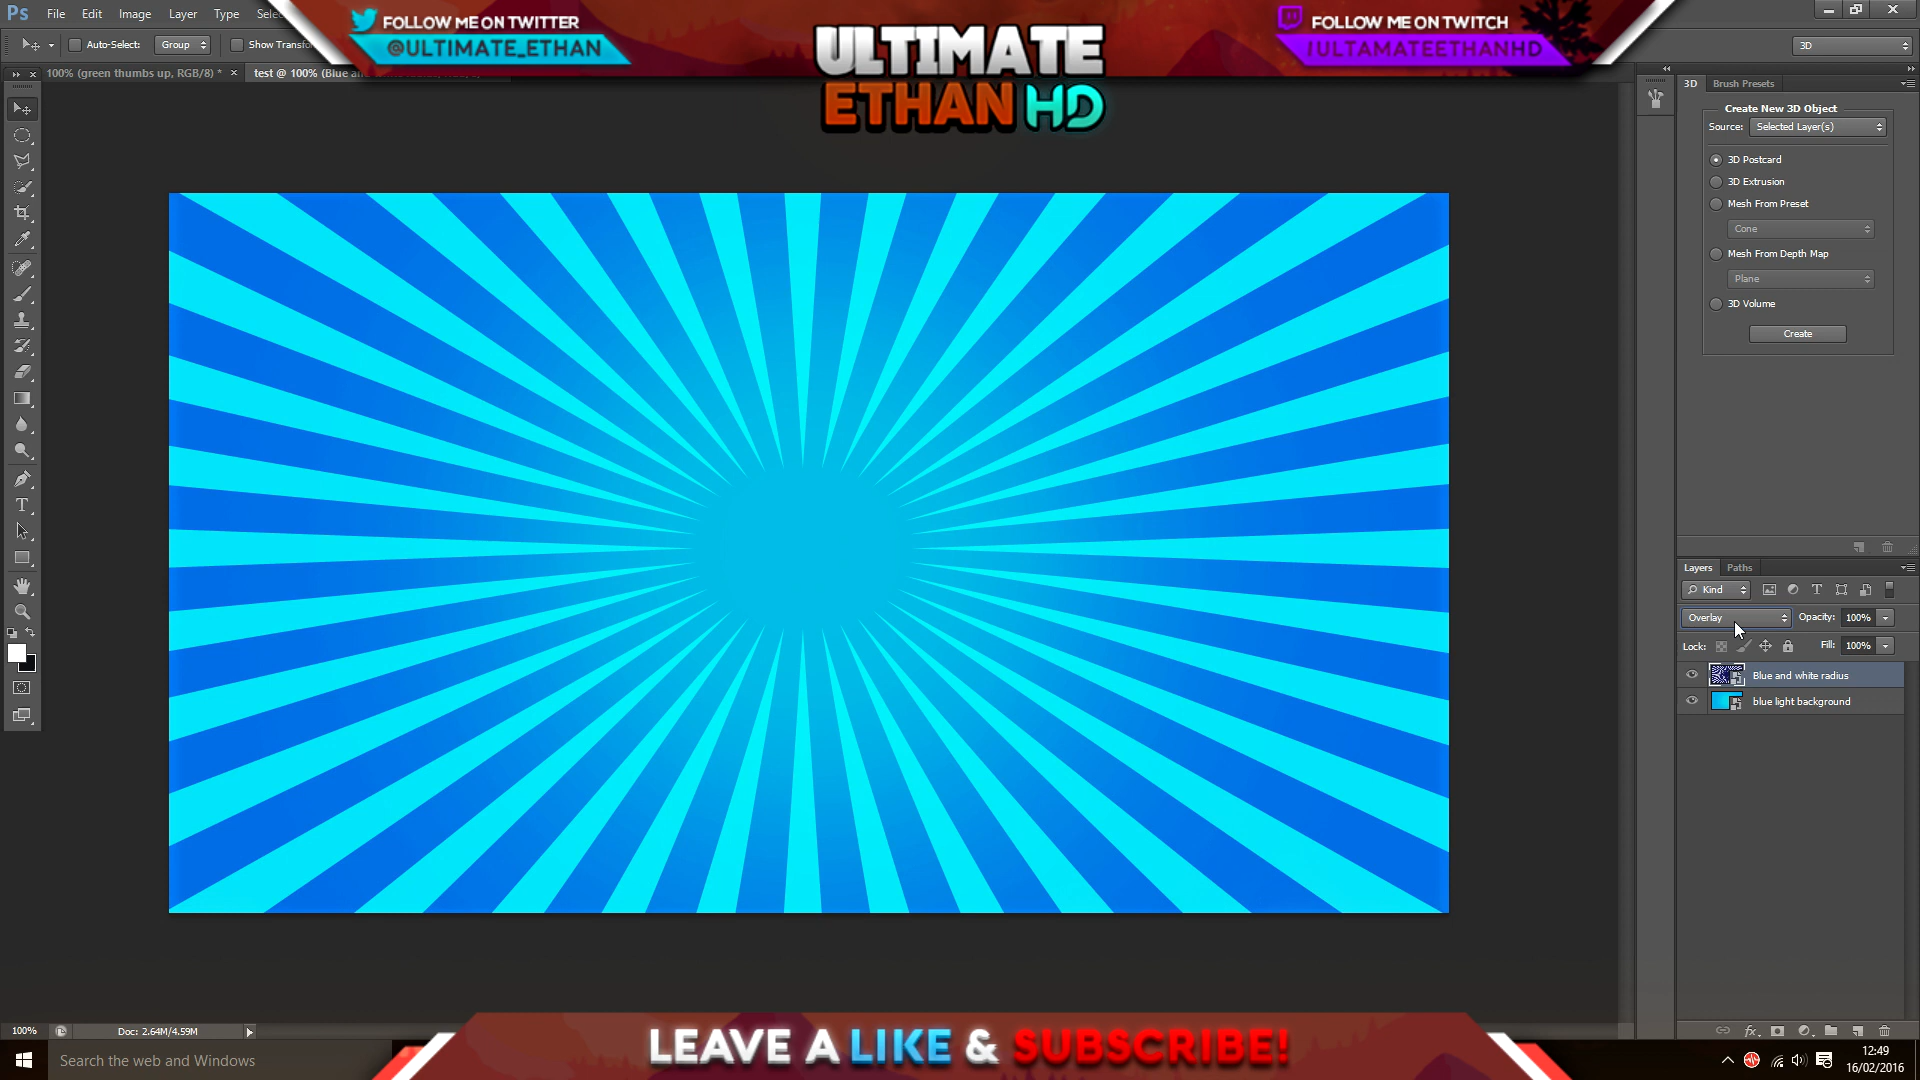 Ps File Edit Image Layer Type
FOLLOW ME ON TWITTER
@ULTIMATE_ETHAN
ULTIMATE
ETHAN HD
FOLLOW ME ON TWITCH
/ULTAMATEETHANHD
Auto-Select: Group Show Transfo
3D
100% (green thumbs up, RGB/8) * ×
test @ 100% (Blue an
3D Brush Presets
Create New 3D Object
Source: Selected Layer(s)
3D Postcard
3D Extrusion
Mesh From Preset
Cone
Mesh From Depth Map
Plane
3D Volume
Create
Layers Paths
Kind
Overlay Opacity: 100%
Lock: Fill: 100%
Blue and white radius
blue light background
100% Doc: 2.64M/4.59M
LEAVE A LIKE & SUBSCRIBE!
Search the web and Windows
12:49
16/02/2016